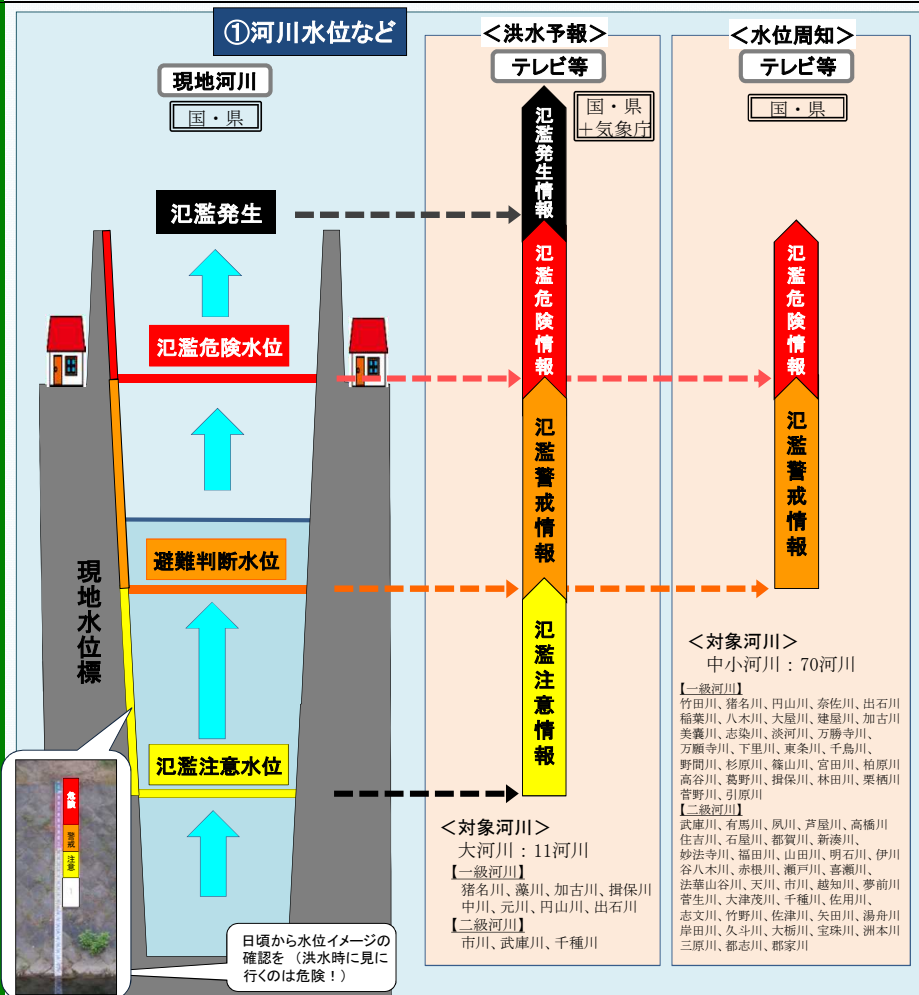 ①河川水位など
現地河川
国・県
氾濫発生
氾濫危険水位
避難判断水位
氾濫注意水位
現地水位標
危険
警戒
注意
日頃から水位イメージの
確認を（洪水時に見に
行くのは危険！）
＜洪水予報＞
テレビ等
国・県
＋気象庁
氾濫発生情報
氾濫危険情報
氾濫警戒情報
氾濫注意情報
＜対象河川＞
大河川：11河川
【一級河川】
猪名川、藻川、加古川、揖保川
中川、元川、円山川、出石川
【二級河川】
市川、武庫川、千種川
＜水位周知＞
テレビ等
国・県
氾濫危険情報
氾濫警戒情報
＜対象河川＞
中小河川：70河川
【一級河川】
竹田川、猪名川、円山川、奈佐川、出石川
稲葉川、八木川、大屋川、建屋川、加古川
美嚢川、志染川、淡河川、万勝寺川、
万願寺川、下里川、東条川、千鳥川、
野間川、杉原川、篠山川、宮田川、柏原川
高谷川、葛野川、揖保川、林田川、栗栖川
菅野川、引原川
【二級河川】
武庫川、有馬川、夙川、芦屋川、高橋川
住吉川、石屋川、都賀川、新湊川、
妙法寺川、福田川、山田川、明石川、伊川
谷八木川、赤根川、瀬戸川、喜瀬川、
法華山谷川、天川、市川、越知川、夢前川
菅生川、大津茂川、千種川、佐用川、
志文川、竹野川、佐津川、矢田川、湯舟川
岸田川、久斗川、大栃川、宝珠川、洲本川
三原川、都志川、郡家川